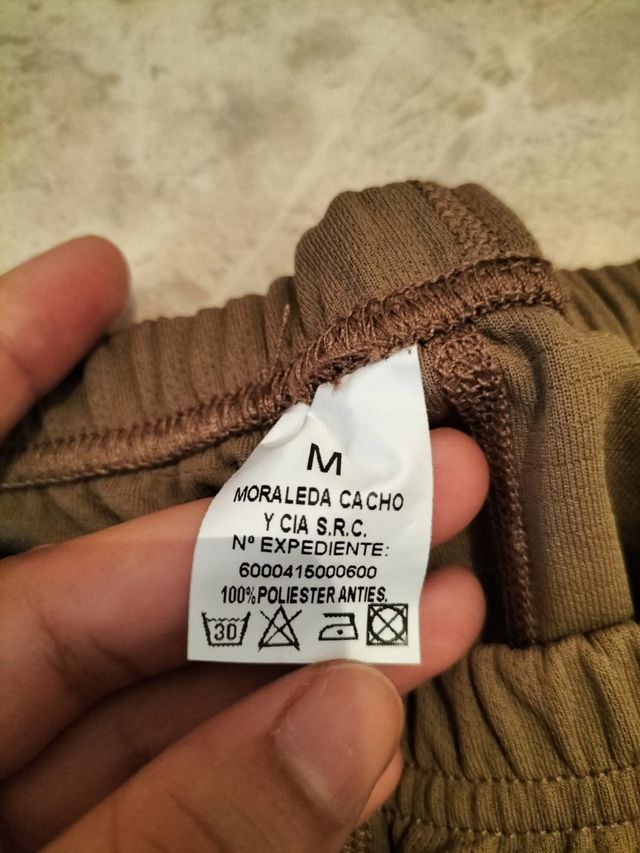 M
MORALEDA CACHO
Y CIA S.R.C.
Nº EXPEDIENTE:
6000415000600
100% POLIESTER ANTIES.
30